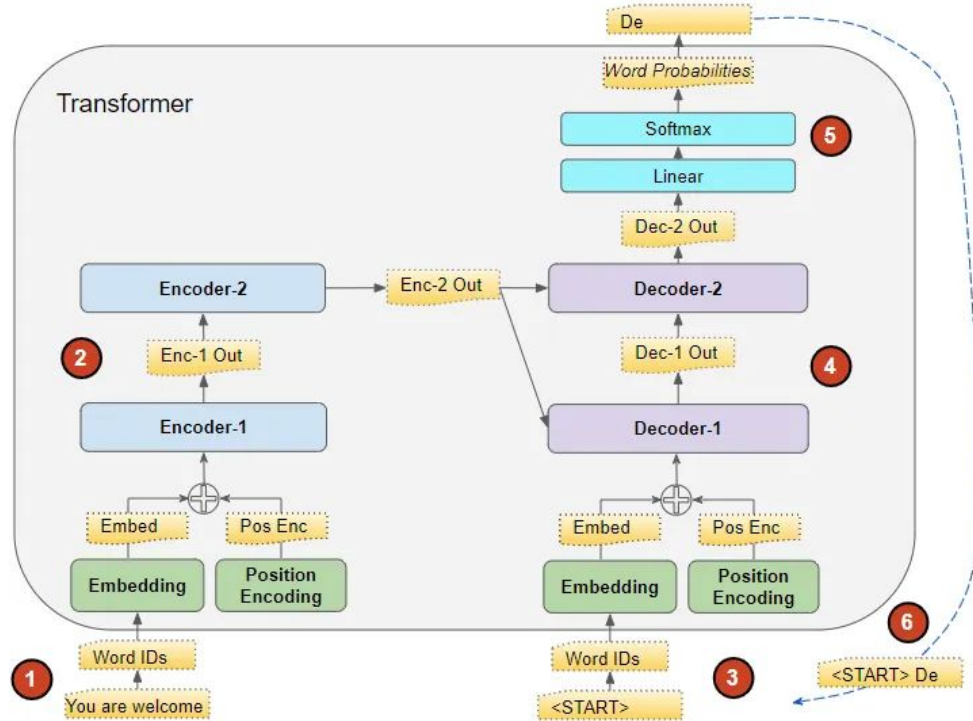 De
Word Probabilities
Transformer
Softmax
5
Linear
Dec-2 Out
Encoder-2
Enc-2 Out
Decoder-2
2
Enc-1 Out
Dec-1 Out
4
Encoder-1
Decoder-1
Embed
Pos Enc
Embed
Pos Enc
Embedding
Position
Encoding
Embedding
Position
Encoding
6
1
Word IDs
Word IDs
3
<START> De
You are welcome
<START>